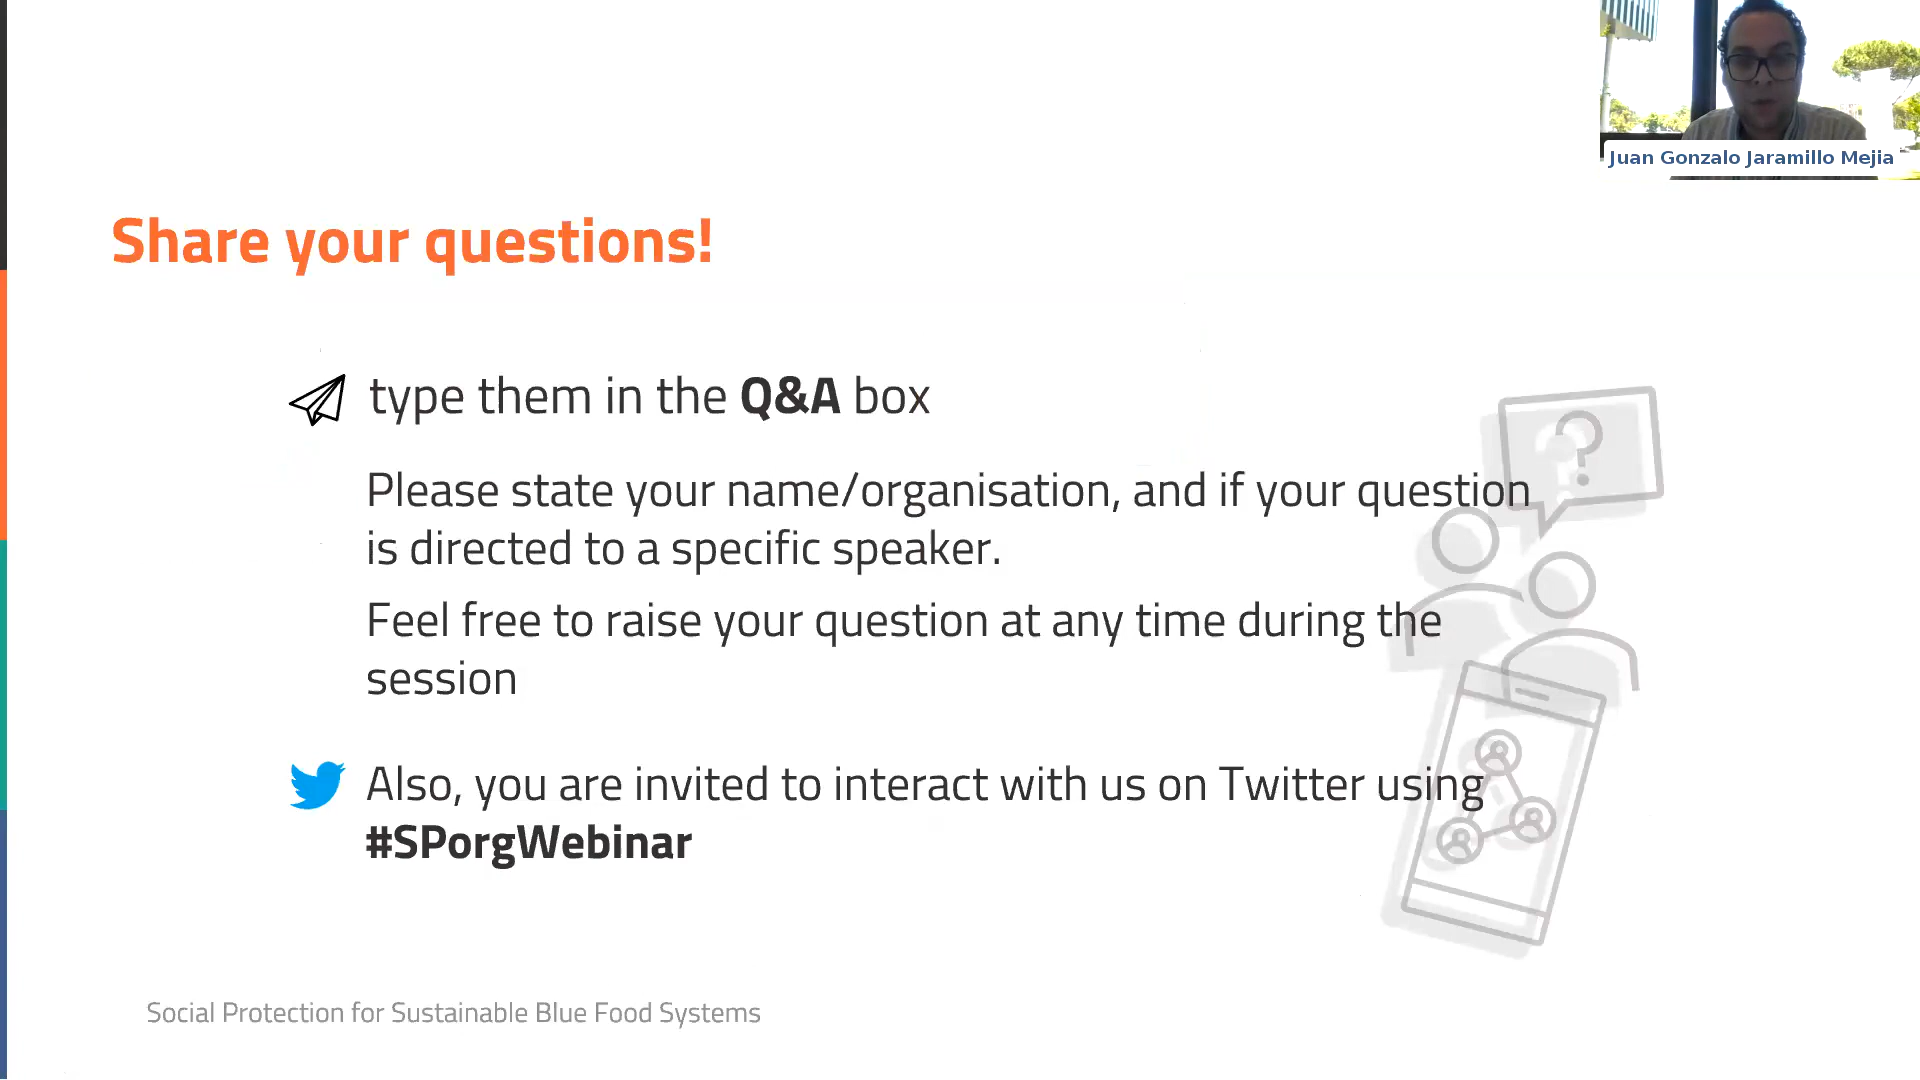 Juan Gonzalo Jaramillo Mejia
Share your questions!
type them in the Q&A box
Please state your name/organisation, and if your question
is directed to a specific speaker.
Feel free to raise your question at any time during the
session
Also, you are invited to interact with us on Twitter using
#SPorgWebinar
Social Protection for Sustainable Blue Food Systems